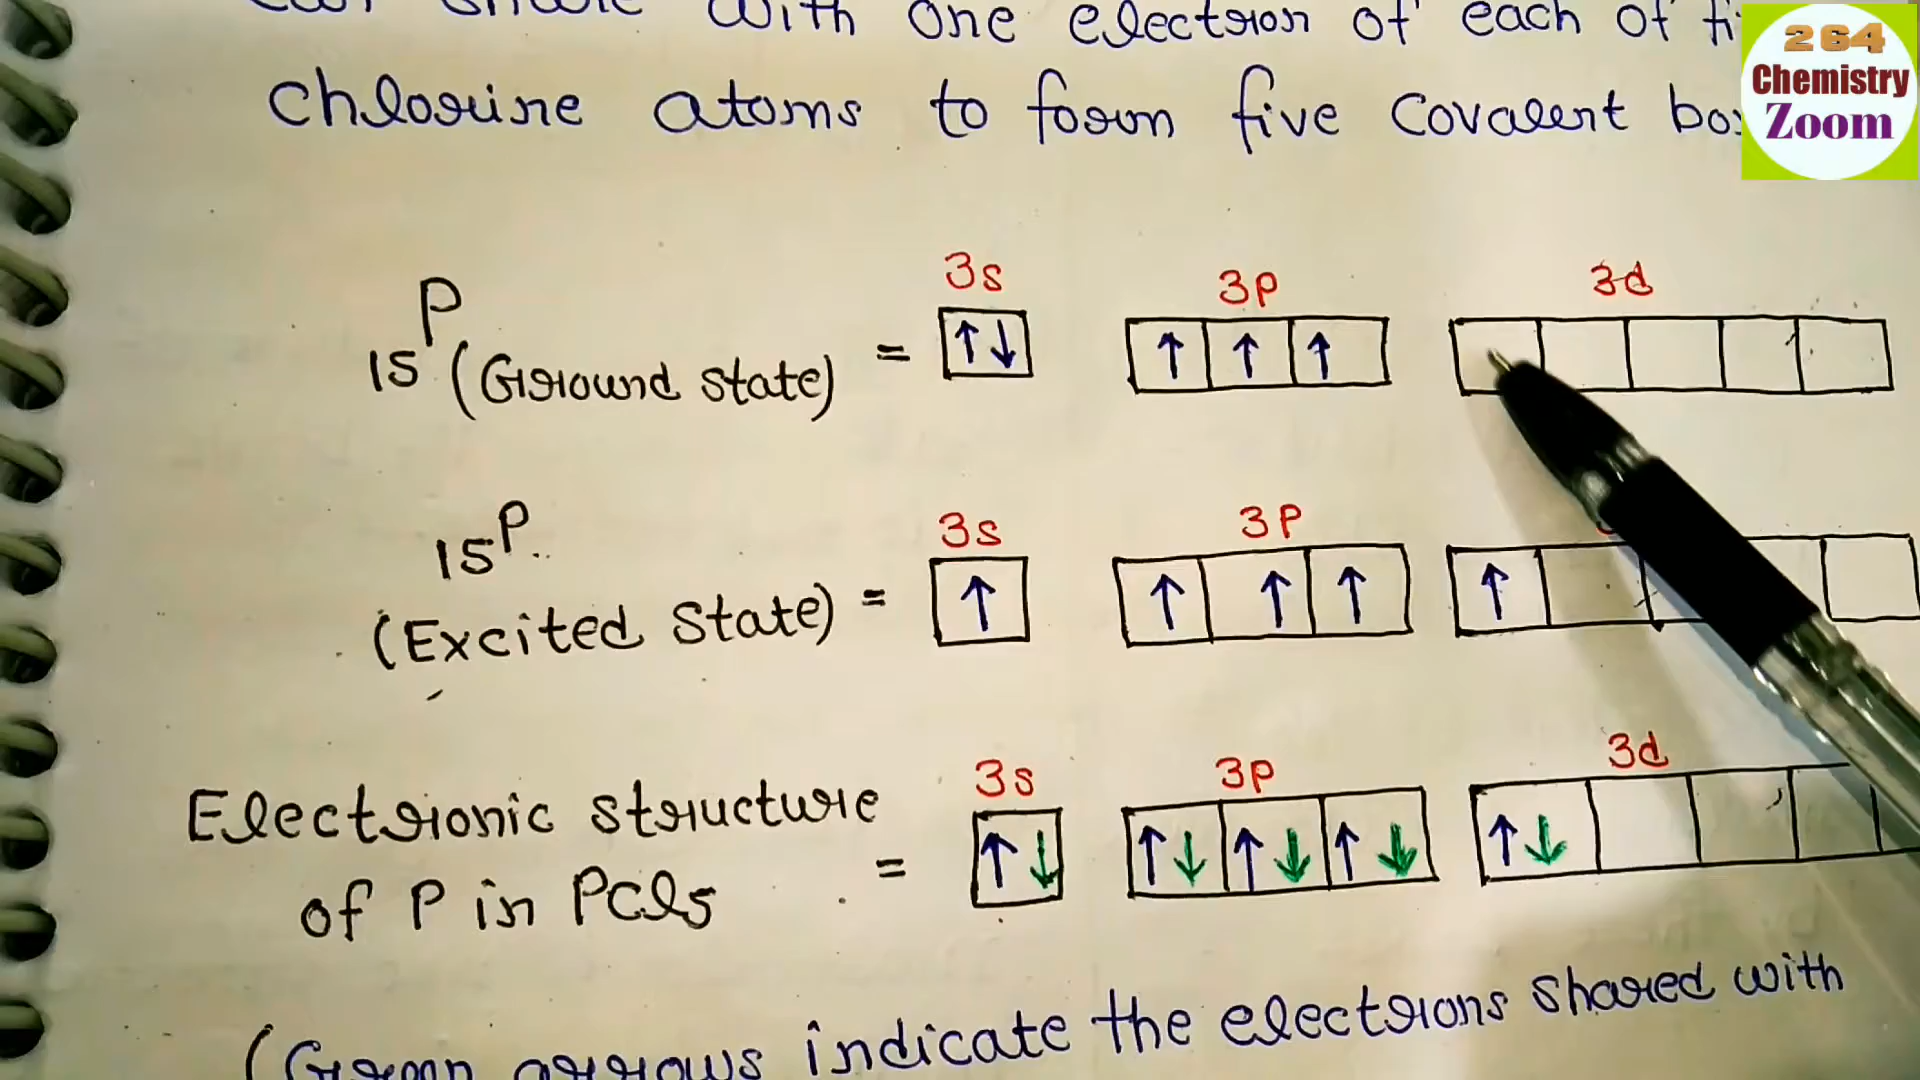 with one electron of each of
chlorine atoms to form five covalent
264
Chemistry
Zoom
3s 3p 3d
15P (Ground state) = ↑↓ ↑ ↑ ↑
3s 3p
15P
(Excited state) = ↑ ↑ ↑ ↑ ↑
3s 3p 3d
Electronic structure
of P in PCl5 = ↑↓ ↑↓ ↑↓ ↑↓ ↑↓
(Green arrows indicate the electrons shared with